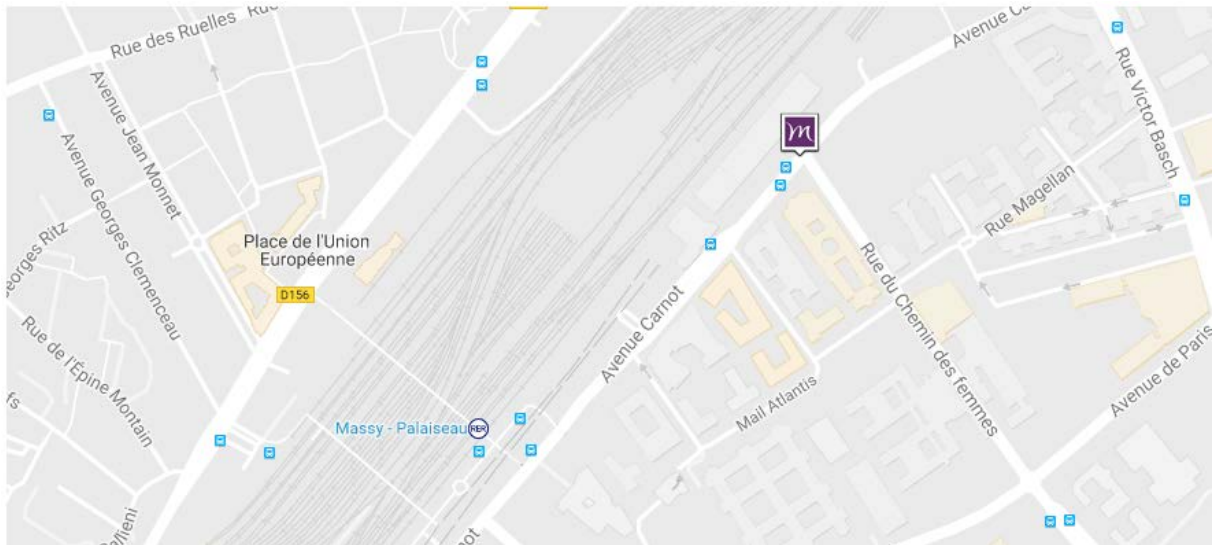 Rue des Ruelles
Avenue Jean Monnet
Avenue Georges Clemenceau
Rue de l'Épine Montain
Place de l'Union
Européenne
D156
Massy - Palaiseau
RER
m
Avenue Carnot
Mail Atlantis
Rue du Chemin des femmes
Rue Magellan
Rue Victor Basch
Avenue de Paris